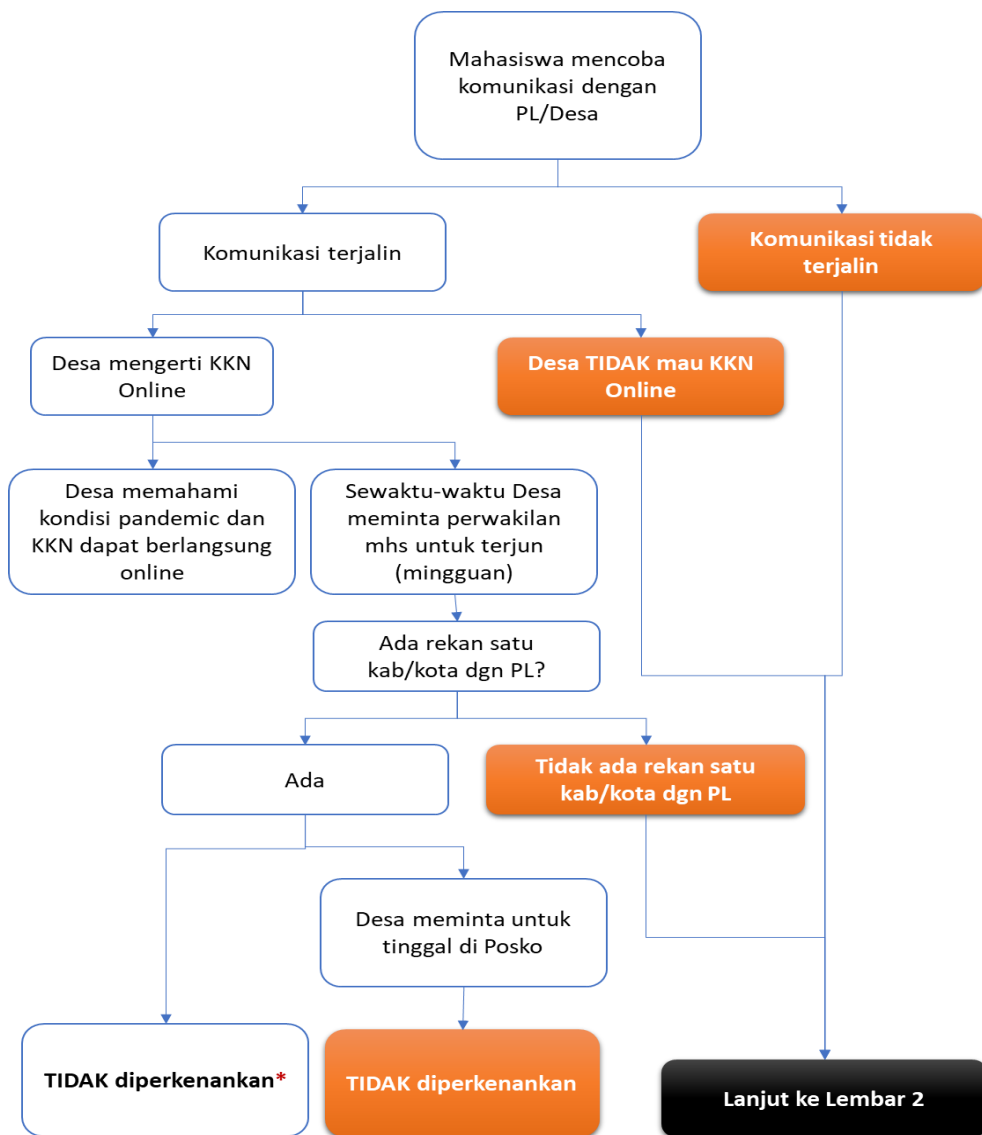 Mahasiswa mencoba
komunikasi dengan
PL/Desa
Komunikasi terjalin
Komunikasi tidak
terjalin
Desa mengerti KKN
Online
Desa TIDAK mau KKN
Online
Desa memahami
kondisi pandemic dan
KKN dapat berlangsung
online
Sewaktu-waktu Desa
meminta perwakilan
mhs untuk terjun
(mingguan)
Ada rekan satu
kab/kota dgn PL?
Ada
Tidak ada rekan satu
kab/kota dgn PL
Desa meminta untuk
tinggal di Posko
TIDAK diperkenankan*
TIDAK diperkenankan
Lanjut ke Lembar 2